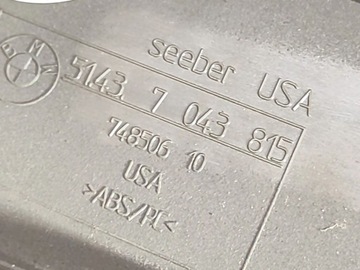 seeber USA
BMW
5143. 7 043 815
748506 10
USA
>ABS/PC<